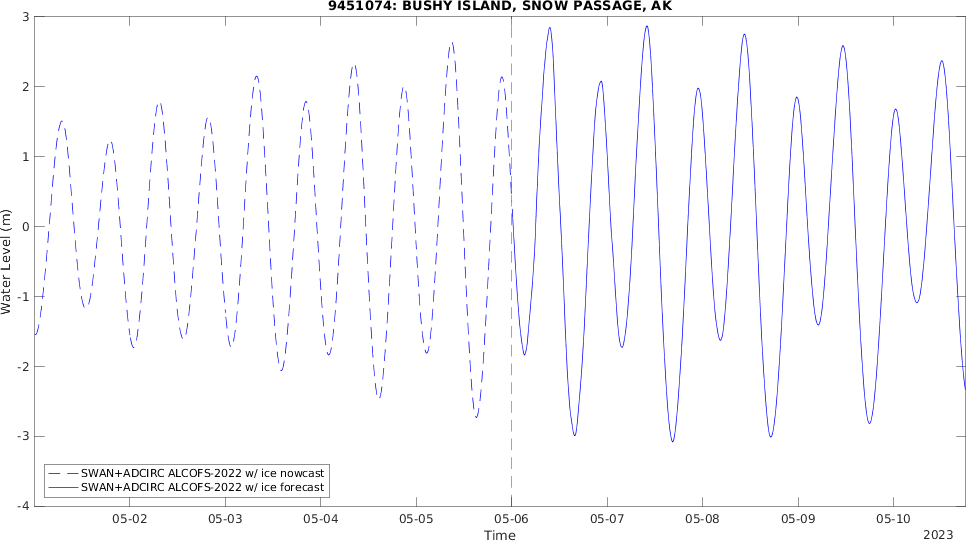 9451074: BUSHY ISLAND, SNOW PASSAGE, AK
3
2
1
0
-1
-2
-3
-4
Water Level (m)
SWAN+ADCIRC ALCOFS-2022 w/ ice nowcast
SWAN+ADCIRC ALCOFS-2022 w/ ice forecast
05-02 05-03 05-04 05-05 05-06 05-07 05-08 05-09 05-10
Time
2023